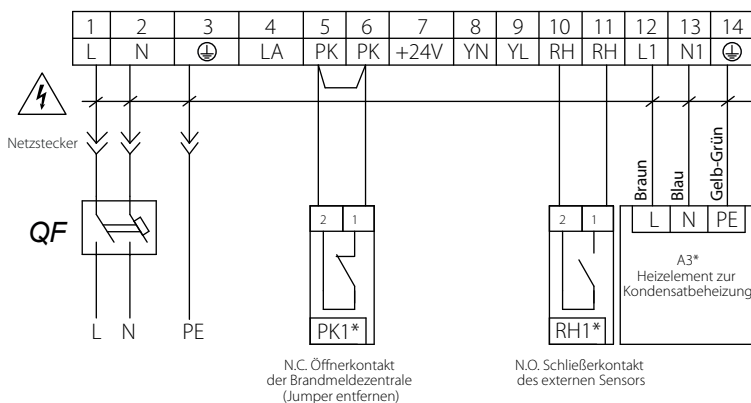 1 2 3 4 5 6 7 8 9 10 11 12 13 14
L N LA PK PK +24V YN YL RH RH L1 N1
Netzstecker
Braun
Blau
Gelb-Grün
QF
2 1
2 1
L N PE
A3*
Heizelement zur
Kondensatbeheizung
PK1*
RH1*
L N PE
N.C. Öffnerkontakt
der Brandmeldezentrale
(Jumper entfernen)
N.O. Schließerkontakt
des externen Sensors